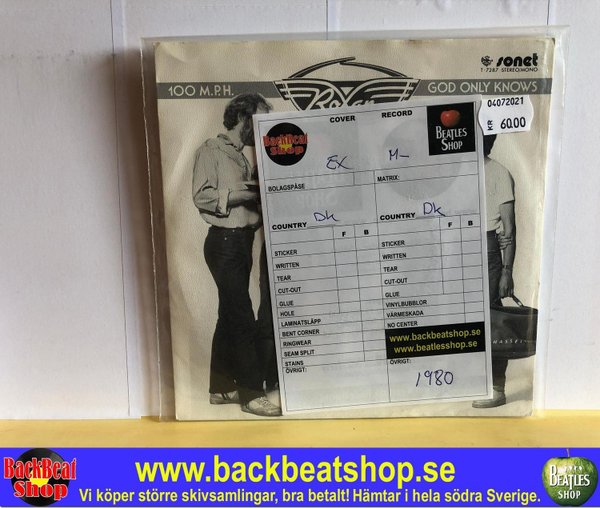 sonet
T-7287 STEREO/MONO
100 M.P.H.
GOD ONLY KNOWS
04072021
KR 60.00
BackBeat Shop
COVER
RECORD
BEATLES SHOP
EX
M-
BOLAGSPÅSE
MATRIX:
COUNTRY Dk
COUNTRY Dk
F B
F B
STICKER
STICKER
WRITTEN
WRITTEN
TEAR
TEAR
CUT-OUT
CUT-OUT
GLUE
GLUE
HOLE
VINYLBUBBLOR
LAMINATSLÄPP
VÄRMESKADA
BENT CORNER
NO CENTER
RINGWEAR
www.backbeatshop.se
SEAM SPLIT
www.beatlesshop.se
STAINS
ÖVRIGT:
ÖVRIGT:
1980
BackBeat Shop
www.backbeatshop.se
Vi köper större skivsamlingar, bra betalt! Hämtar i hela södra Sverige.
BEATLES SHOP